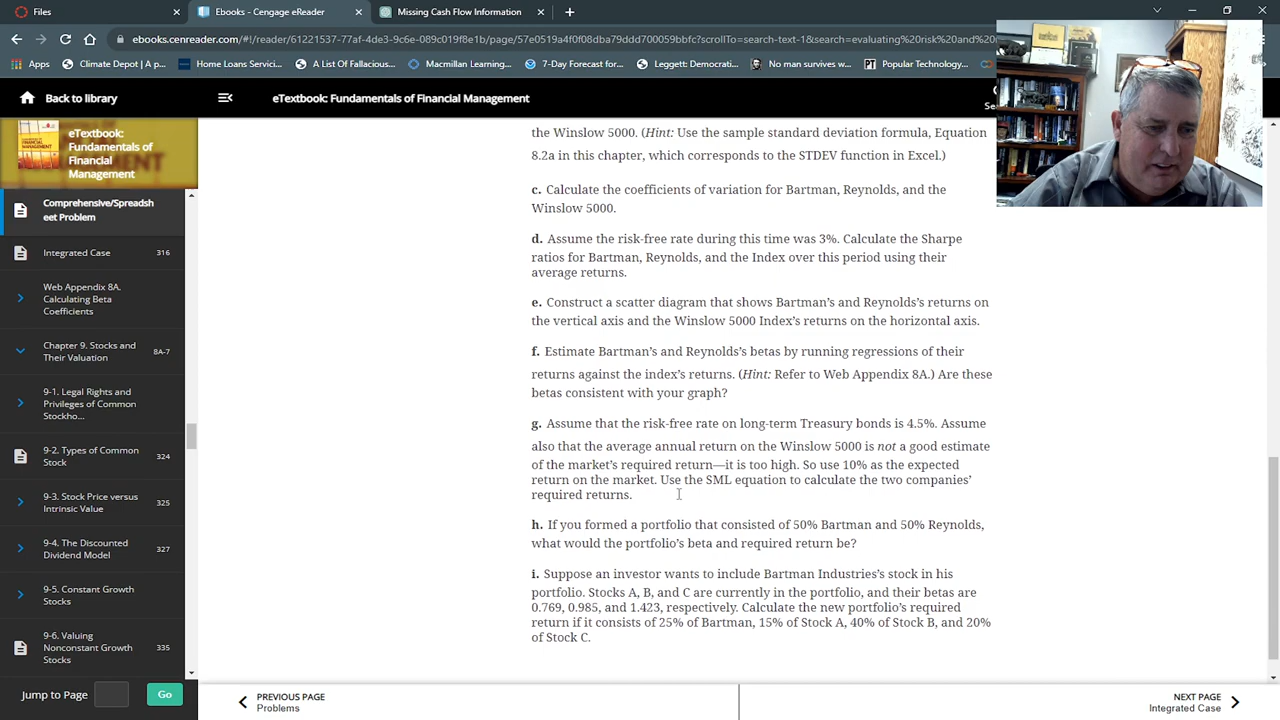 Files
Ebooks - Cengage eReader
Missing Cash Flow Information
ebooks.cenreader.com/#!/reader/61221537-77af-4de3-9c6e-089c019f8e1d/page/57e0519a4f0f08dba79ddd700059bbfc?scrollTo=search-text-1&search=evaluating%20risk%20and%20
Apps
Climate Depot | A p...
Home Loans Servic...
A List Of Fallacious...
Macmillan Learning...
7-Day Forecast for...
Leggett: Democrati...
No man survives w...
Popular Technology...
Back to library
eTextbook: Fundamentals of Financial Management
eTextbook:
Fundamentals of
Financial
Management
Comprehensive/Spreadsh
eet Problem
Integrated Case 316
Web Appendix 8A.
Calculating Beta
Coefficients
Chapter 9. Stocks and
Their Valuation 8A-7
9-1. Legal Rights and
Privileges of Common
Stockho... 323
9-2. Types of Common
Stock 324
9-3. Stock Price versus
Intrinsic Value 325
9-4. The Discounted
Dividend Model 327
9-5. Constant Growth
Stocks
9-6. Valuing
Nonconstant Growth
Stocks 335
Jump to Page
Go
the Winslow 5000. (Hint: Use the sample standard deviation formula, Equation
8.2a in this chapter, which corresponds to the STDEV function in Excel.)
c. Calculate the coefficients of variation for Bartman, Reynolds, and the
Winslow 5000.
d. Assume the risk-free rate during this time was 3%. Calculate the Sharpe
ratios for Bartman, Reynolds, and the Index over this period using their
average returns.
e. Construct a scatter diagram that shows Bartman's and Reynolds's returns on
the vertical axis and the Winslow 5000 Index's returns on the horizontal axis.
f. Estimate Bartman's and Reynolds's betas by running regressions of their
returns against the index's returns. (Hint: Refer to Web Appendix 8A.) Are these
betas consistent with your graph?
g. Assume that the risk-free rate on long-term Treasury bonds is 4.5%. Assume
also that the average annual return on the Winslow 5000 is not a good estimate
of the market's required return—it is too high. So use 10% as the expected
return on the market. Use the SML equation to calculate the two companies'
required returns.
h. If you formed a portfolio that consisted of 50% Bartman and 50% Reynolds,
what would the portfolio's beta and required return be?
i. Suppose an investor wants to include Bartman Industries's stock in his
portfolio. Stocks A, B, and C are currently in the portfolio, and their betas are
0.769, 0.985, and 1.423, respectively. Calculate the new portfolio's required
return if it consists of 25% of Bartman, 15% of Stock A, 40% of Stock B, and 20%
of Stock C.
PREVIOUS PAGE
Problems
NEXT PAGE
Integrated Case